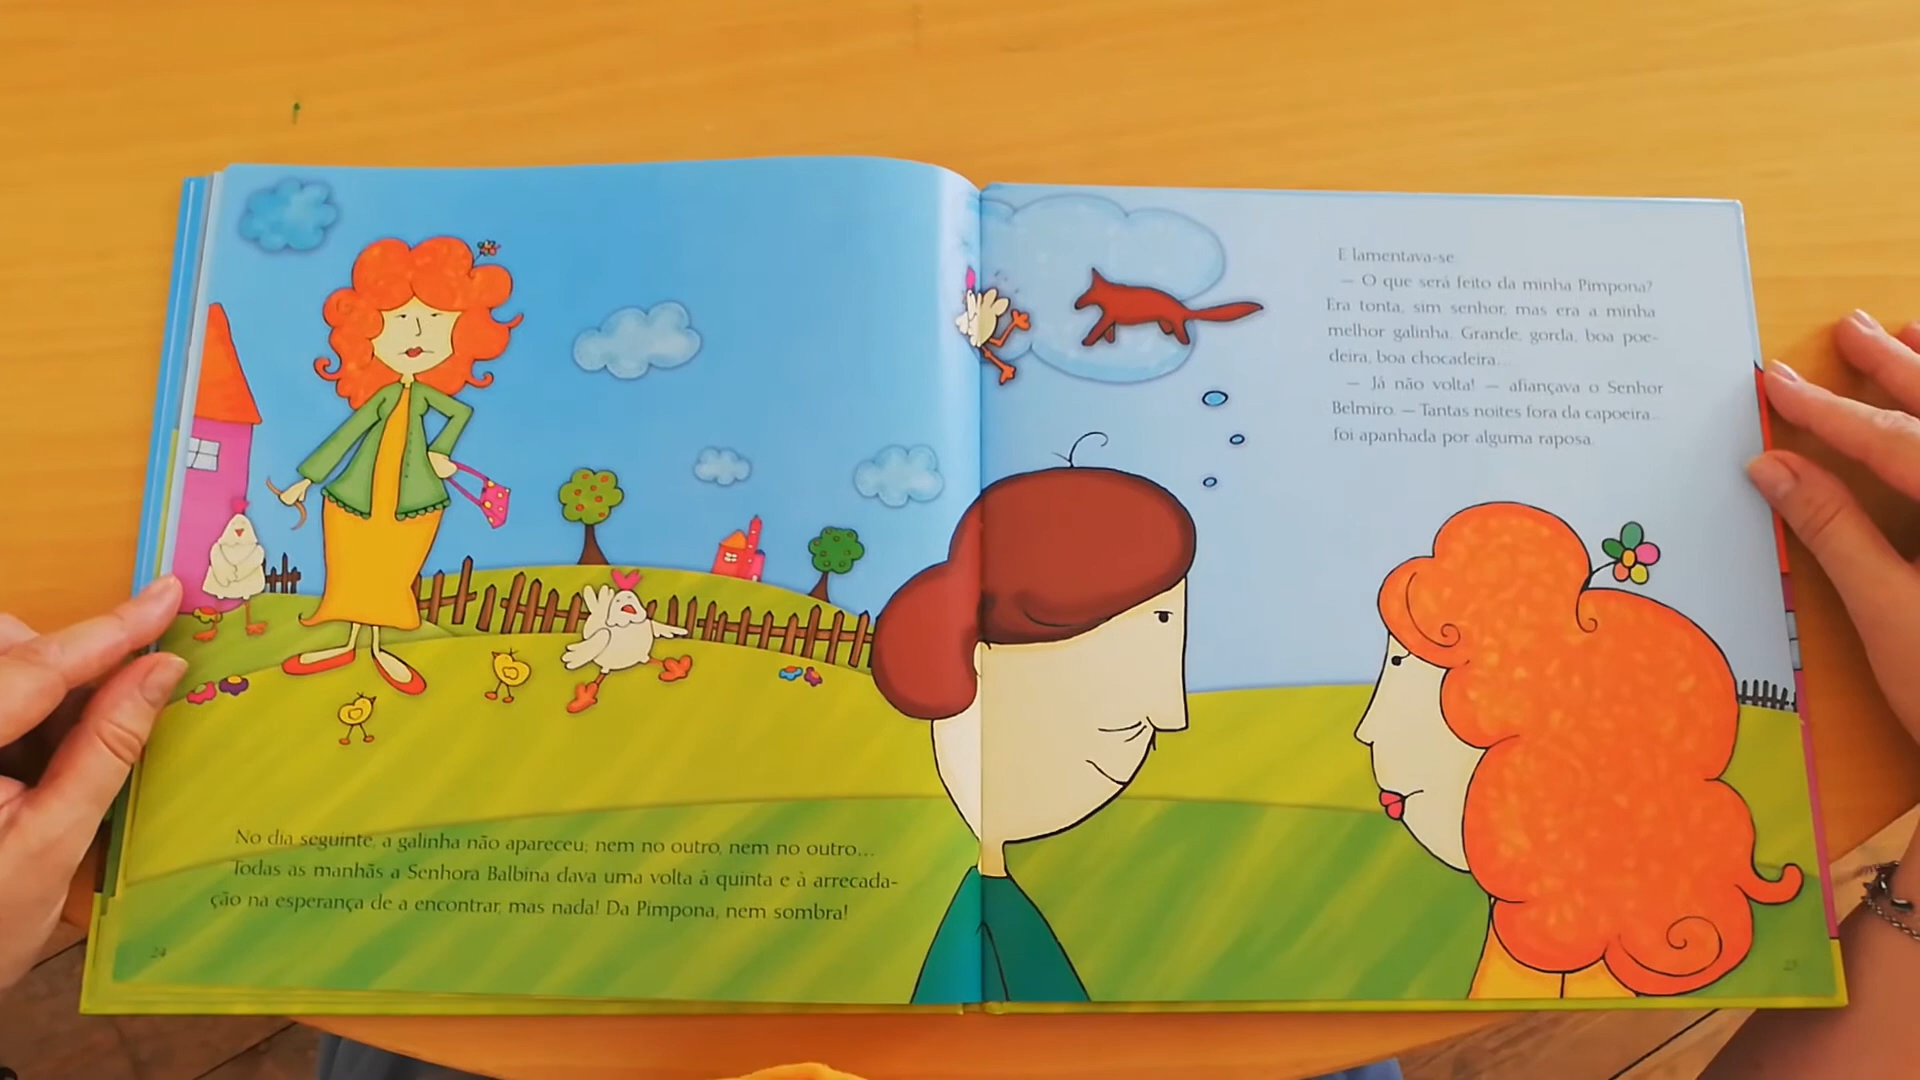 No dia seguinte, a galinha não apareceu; nem no outro, nem no outro...
Todas as manhãs a Senhora Balbina dava uma volta à quinta e à arrecada-
ção na esperança de a encontrar, mas nada! Da Pimpona, nem sombra!
24
E lamentava-se
— O que será feito da minha Pimpona?
Era tonta, sim senhor, mas era a minha
melhor galinha. Grande, gorda, boa poe-
deira, boa chocadeira...
— Já não volta! — afiançava o Senhor
Belmiro. — Tantas noites fora da capoeira...
foi apanhada por alguma raposa.
25